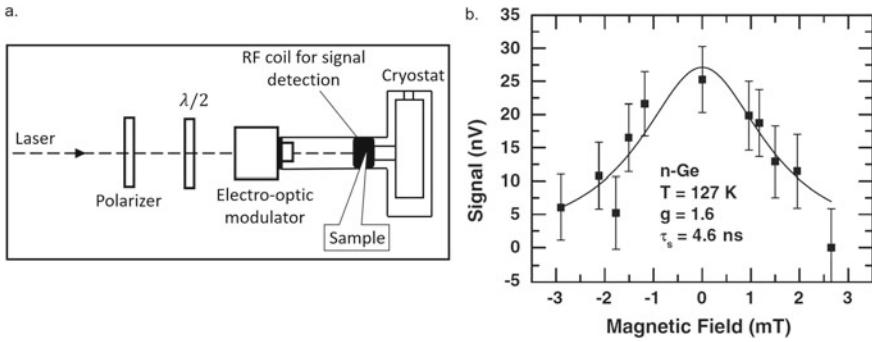 a.
RF coil for signal
detection
Cryostat
λ/2
Laser
Polarizer
Electro-optic
modulator
Sample
b.
35
30
25
20
15
10
5
0
-5
Signal (nV)
n-Ge
T = 127 K
g = 1.6
τs = 4.6 ns
-3 -2 -1 0 1 2 3
Magnetic Field (mT)